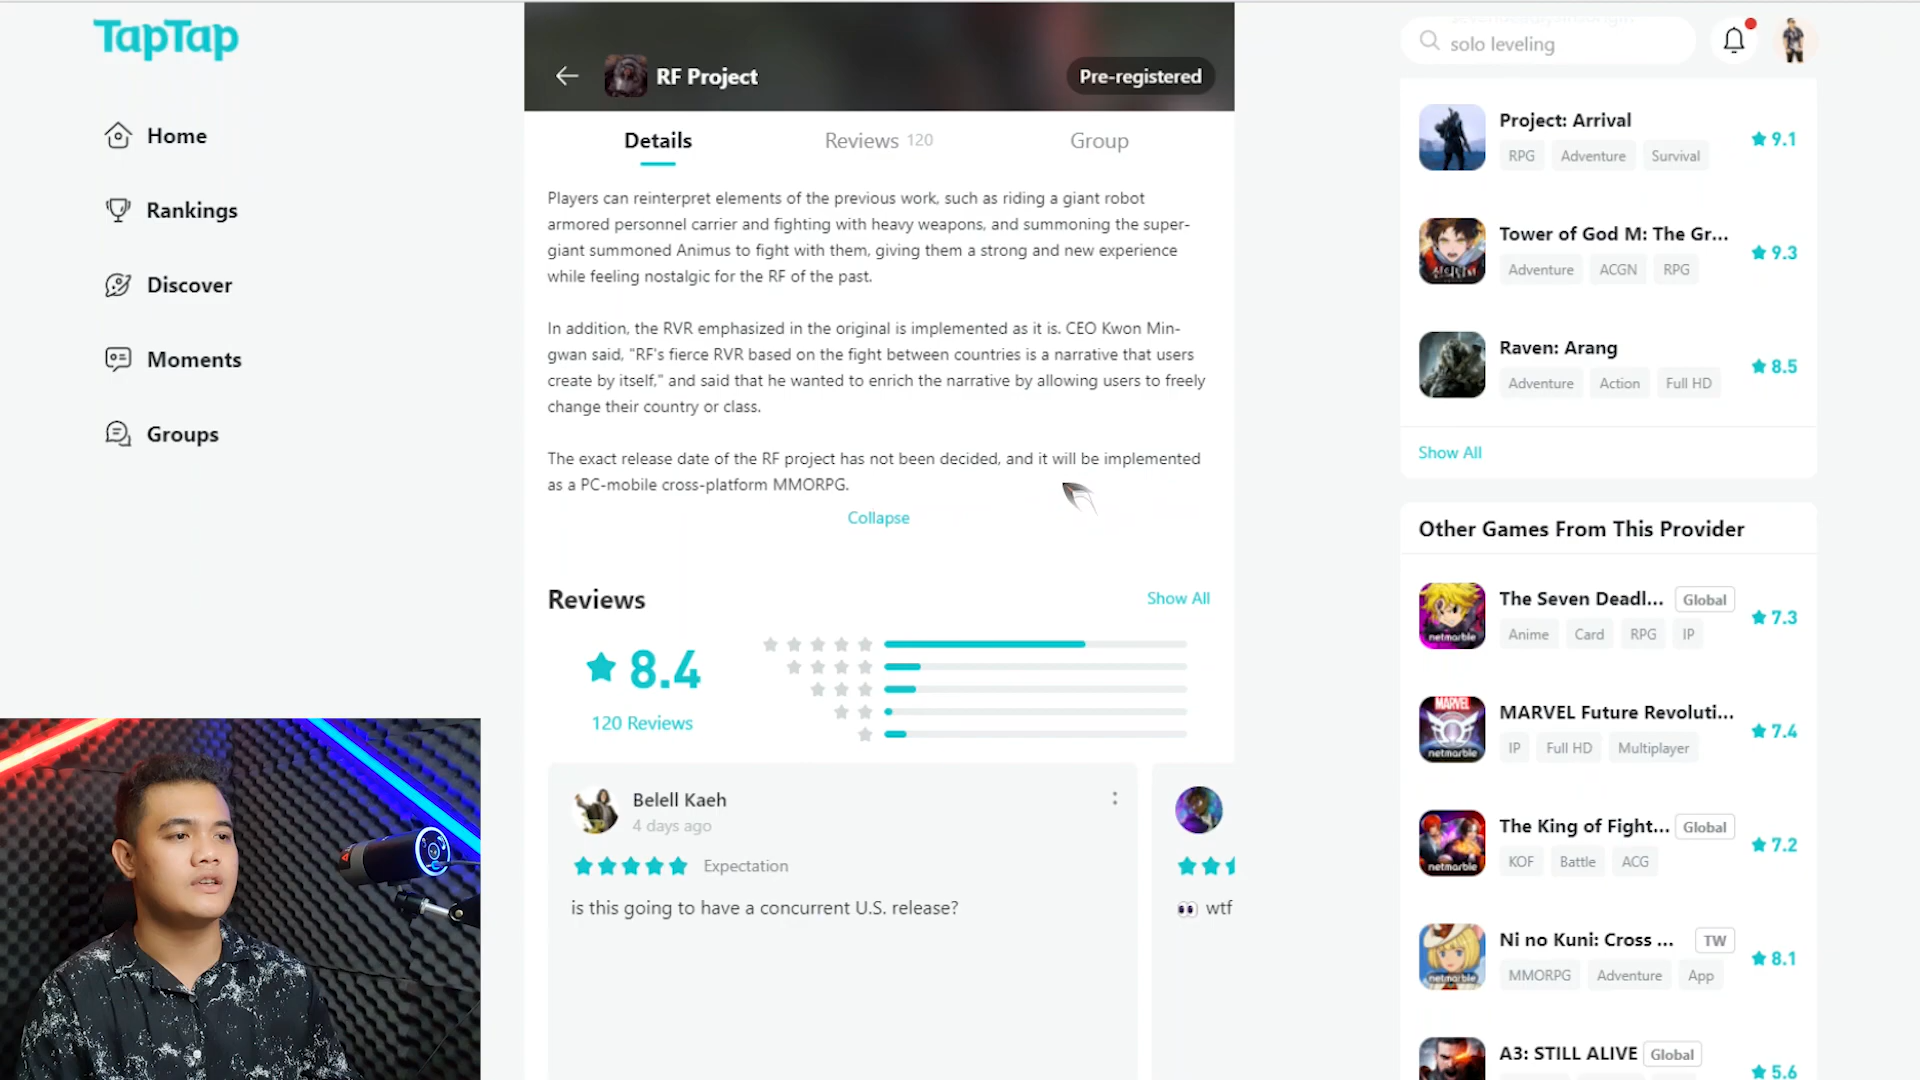 TapTap
Home
Rankings
Discover
Moments
Groups
RF Project
Pre-registered
Details
Reviews 120
Group
Players can reinterpret elements of the previous work, such as riding a giant robot
armored personnel carrier and fighting with heavy weapons, and summoning the super-
giant summoned Animus to fight with them, giving them a strong and new experience
while feeling nostalgic for the RF of the past.
In addition, the RVR emphasized in the original is implemented as it is. CEO Kwon Min-
gwan said, "RF's fierce RVR based on the fight between countries is a narrative that users
create by itself," and said that he wanted to enrich the narrative by allowing users to freely
change their country or class.
The exact release date of the RF project has not been decided, and it will be implemented
as a PC-mobile cross-platform MMORPG.
Collapse
Reviews
Show All
8.4
120 Reviews
Belell Kaeh
4 days ago
Expectation
is this going to have a concurrent U.S. release?
wtf
solo leveling
Project: Arrival
RPG Adventure Survival
9.1
Tower of God M: The Gr...
Adventure ACGN RPG
9.3
Raven: Arang
Adventure Action Full HD
8.5
Show All
Other Games From This Provider
The Seven Deadl... Global
Anime Card RPG IP
7.3
netmarble
MARVEL
MARVEL Future Revoluti...
IP Full HD Multiplayer
7.4
netmarble
The King of Fight... Global
KOF Battle ACG
7.2
netmarble
Ni no Kuni: Cross ... TW
MMORPG Adventure App
8.1
netmarble
A3: STILL ALIVE Global
5.6